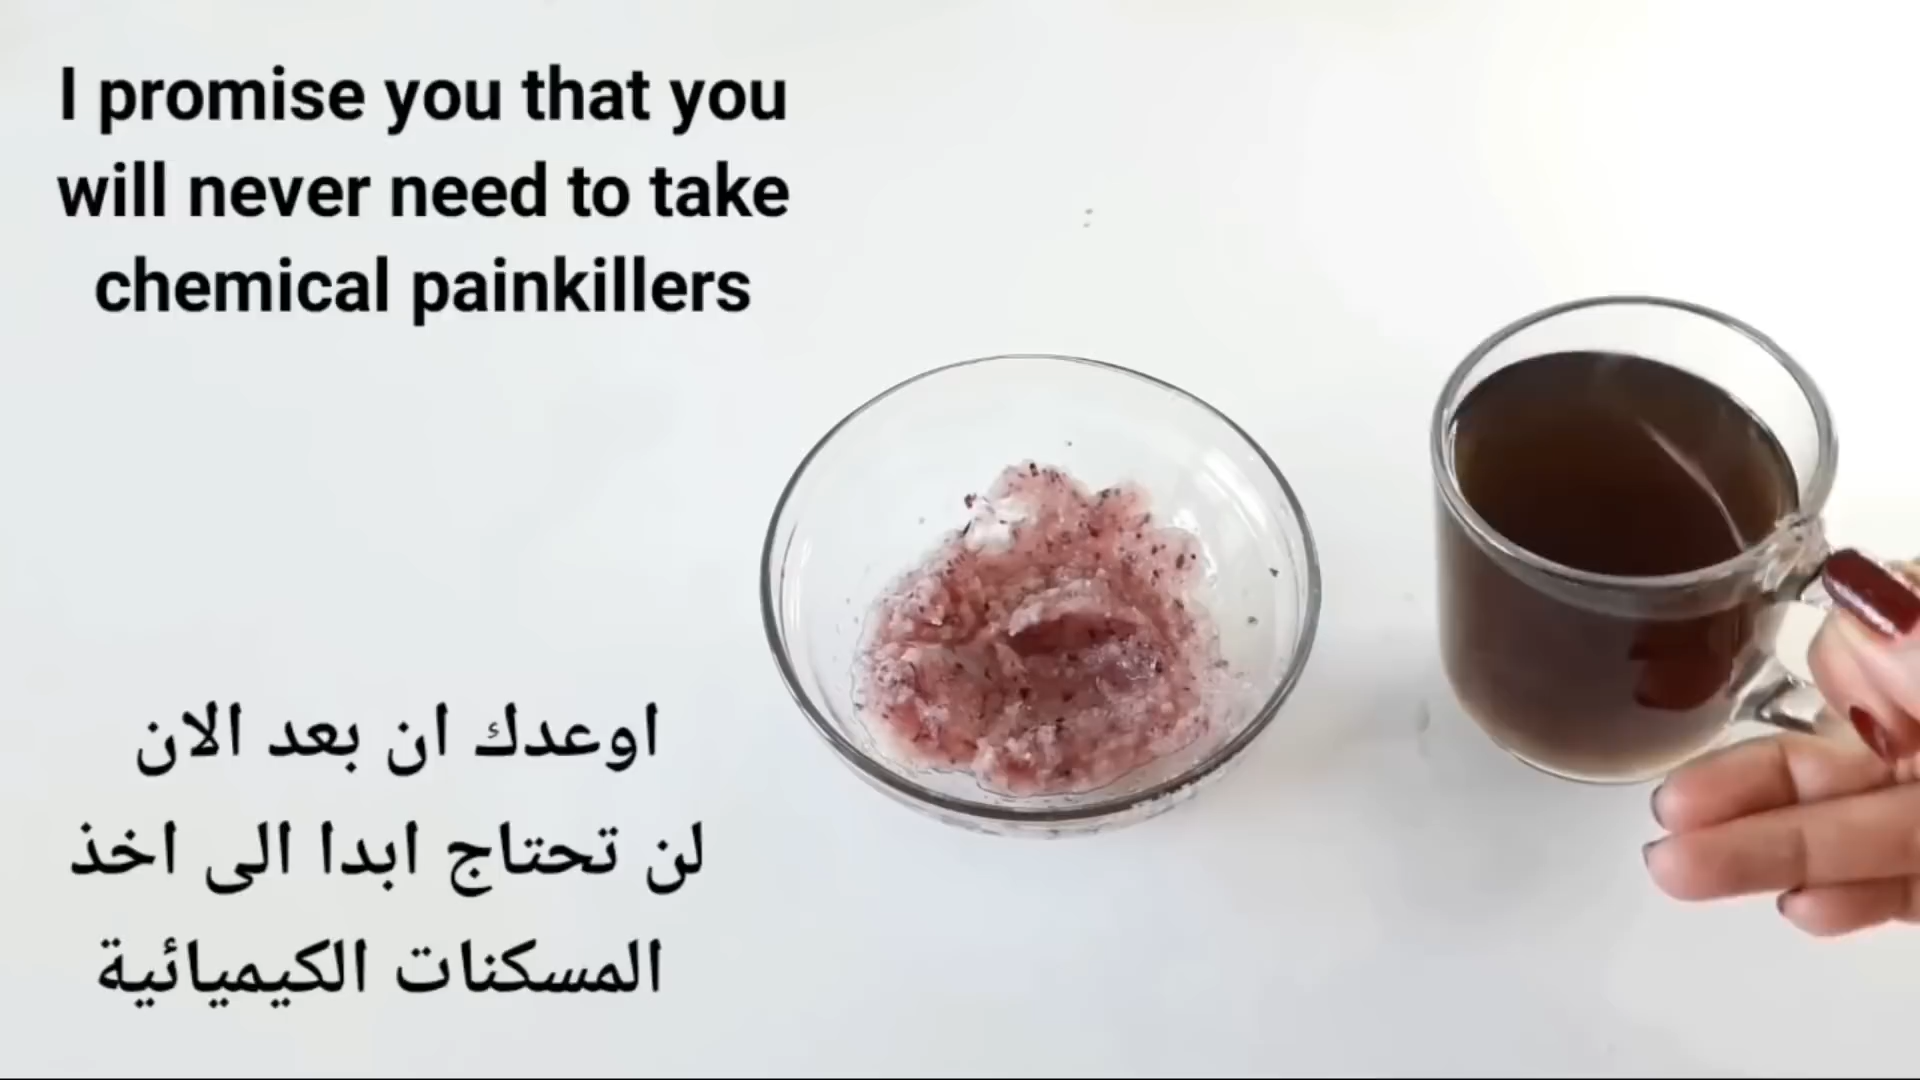 I promise you that you
will never need to take
chemical painkillers
اوعدك ان بعد الان
لن تحتاج ابدا الى اخذ
المسكنات الكيميائية